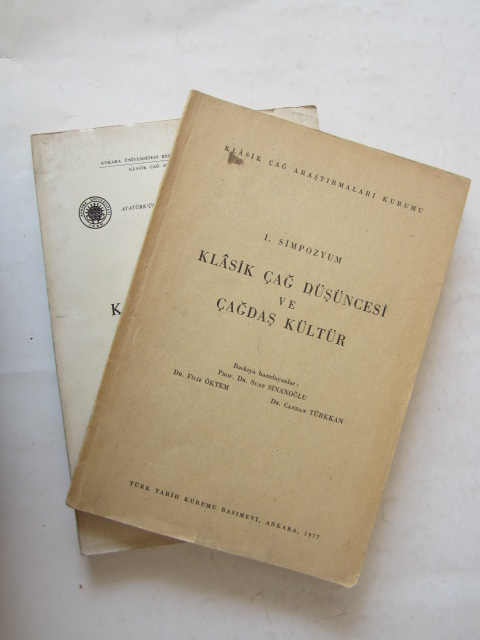 ANKARA ÜNİVERSİTESİ
KLASİK ÇAĞ
ATATÜRK'ÜN
K
KLÂSİK ÇAĞ ARAŞTIRMALARI KURUMU
I. SİMPOZYUM
KLÂSİK ÇAĞ DÜŞÜNCESİ
VE
ÇAĞDAŞ KÜLTÜR
Baskıya hazırlayanlar:
PROF. DR. SUAT SİNANOĞLU
DR. FİLİZ ÖKTEM
DR. CANDAN TÜRKKAN
TÜRK TARİH KURUMU BASIMEVİ, ANKARA, 1977